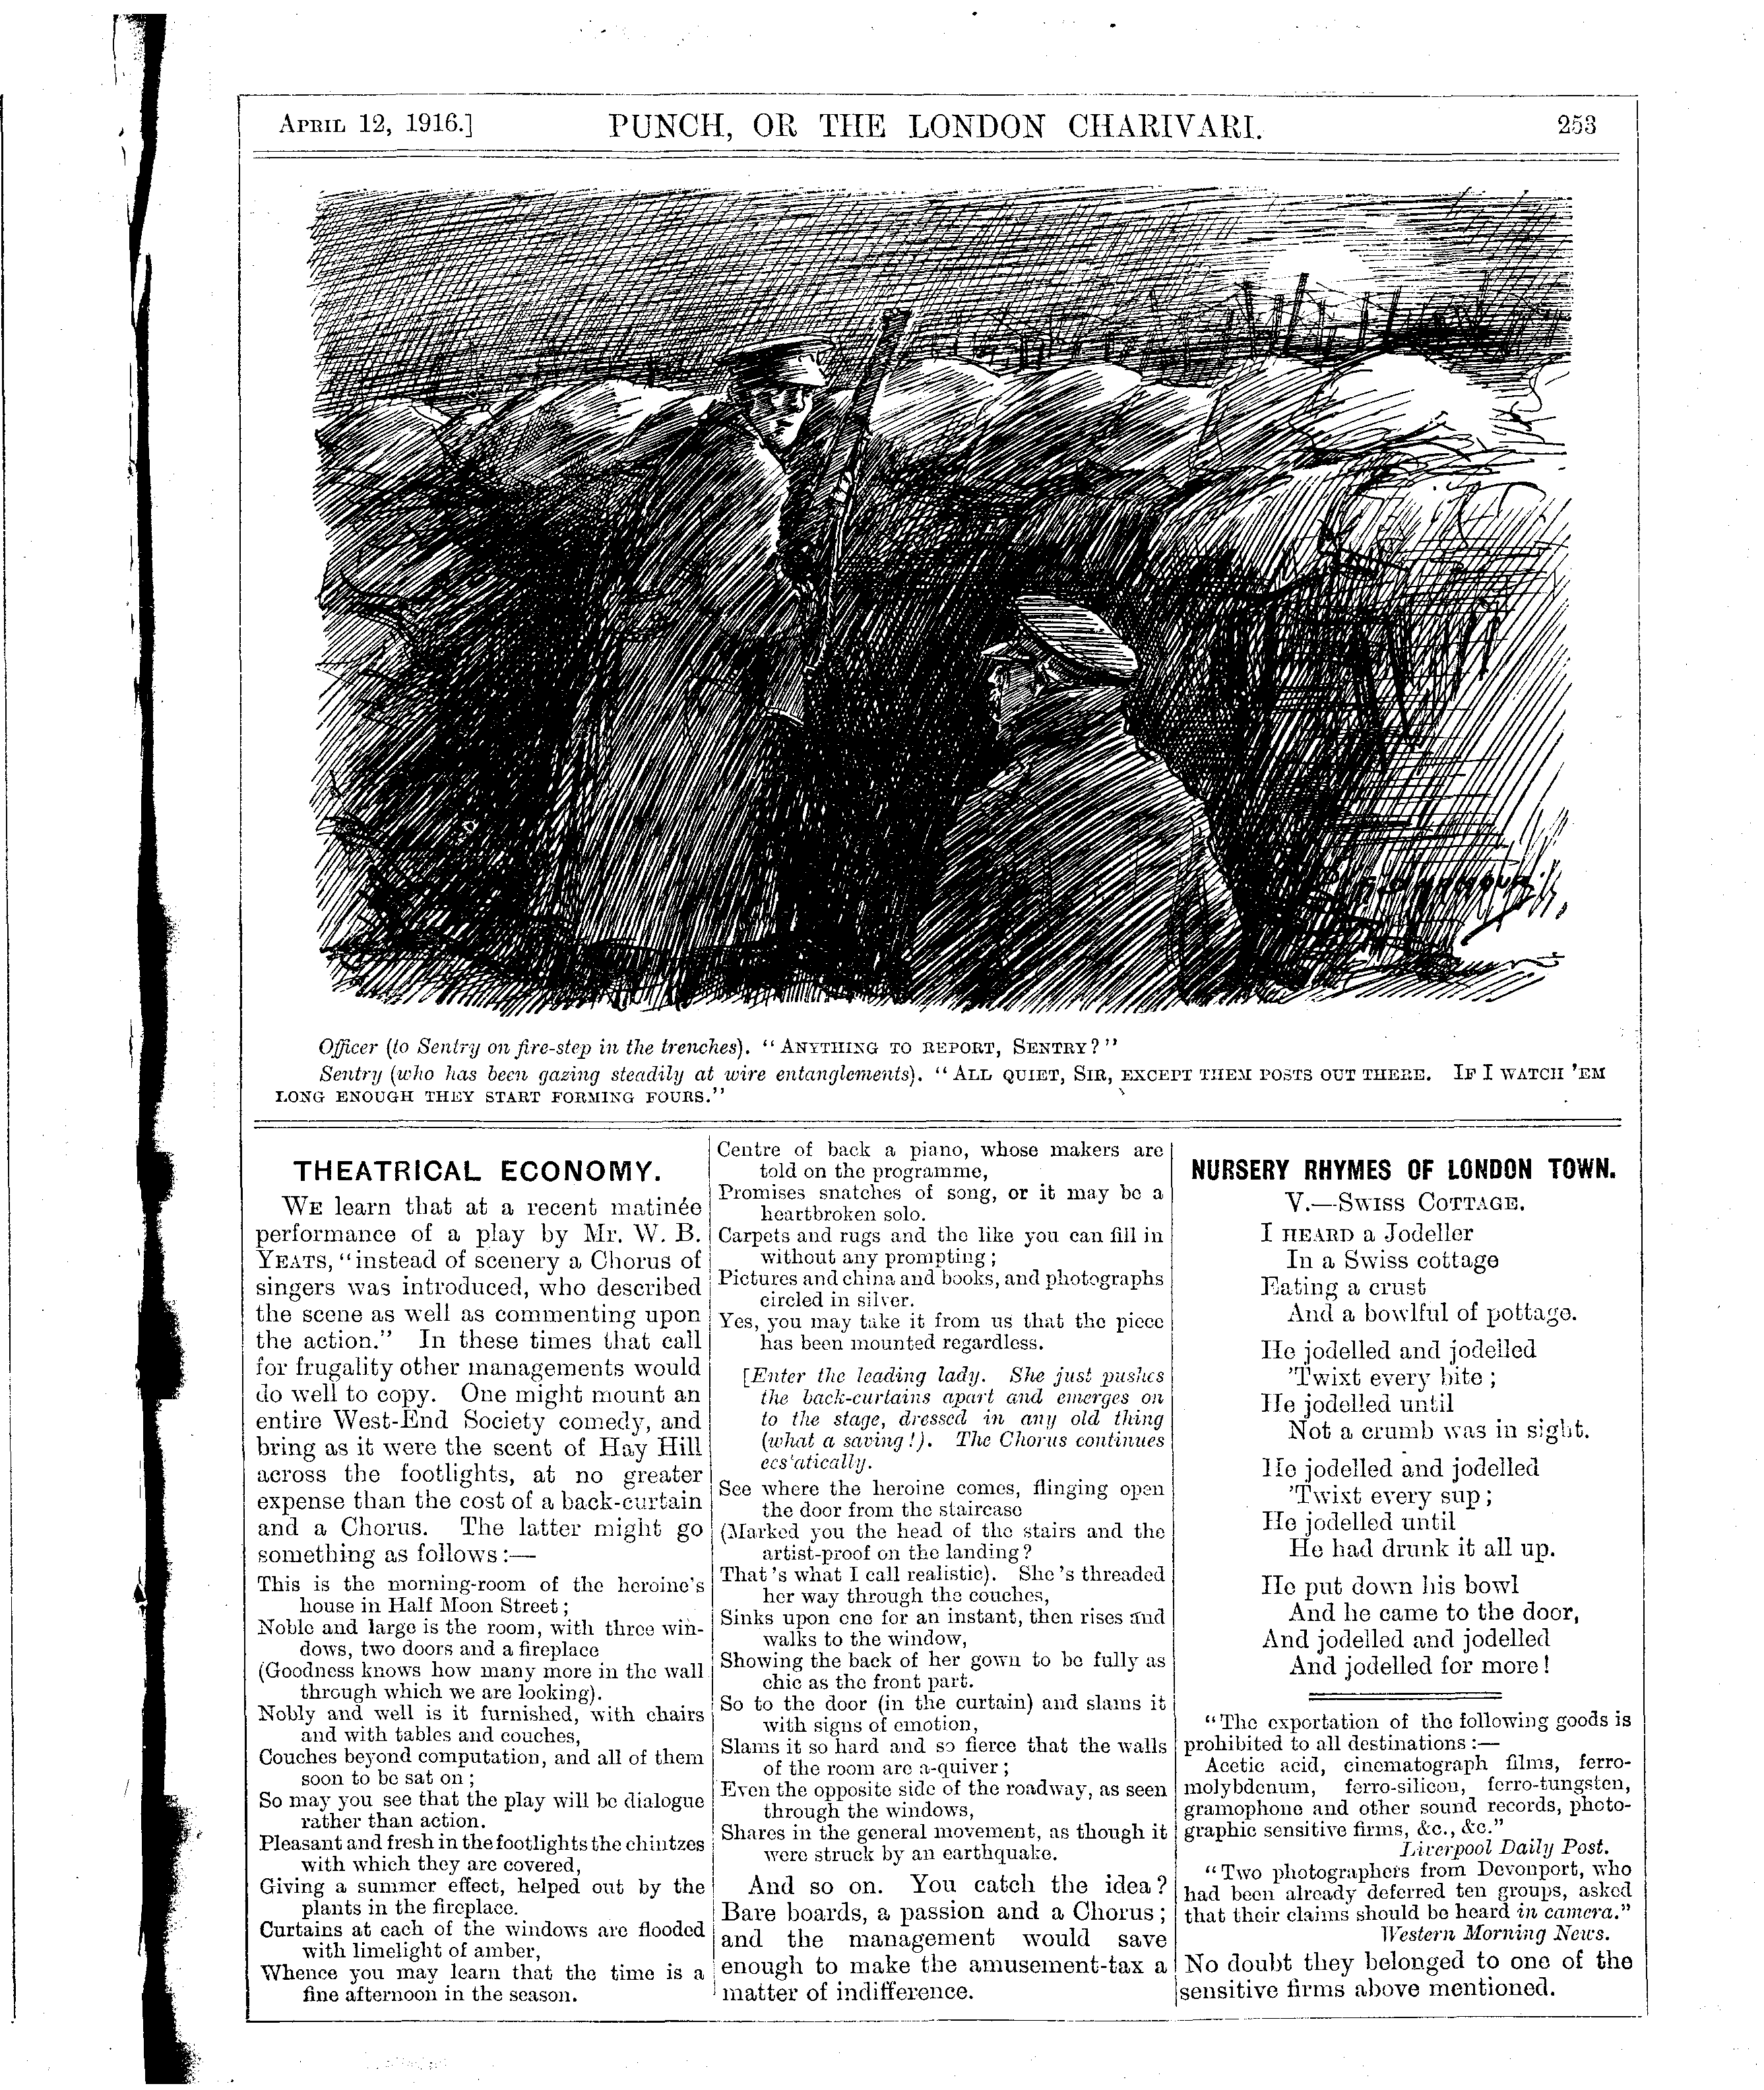 APRIL 12, 1916.] PUNCH, OR THE LONDON CHARIVARI. 253
Officer (to Sentry on fire-step in the trenches). "ANYTHING TO REPORT, SENTRY?"
Sentry (who has been gazing steadily at wire entanglements). "ALL QUIET, SIR, EXCEPT THEM POSTS OUT THERE. IF I WATCH 'EM
LONG ENOUGH THEY START FORMING FOURS."
THEATRICAL ECONOMY.
WE learn that at a recent matinée
performance of a play by Mr. W. B.
YEATS, "instead of scenery a Chorus of
singers was introduced, who described
the scene as well as commenting upon
the action." In these times that call
for frugality other managements would
do well to copy. One might mount an
entire West-End Society comedy, and
bring as it were the scent of Hay Hill
across the footlights, at no greater
expense than the cost of a back-curtain
and a Chorus. The latter might go
something as follows:—
This is the morning-room of the heroine's
house in Half Moon Street;
Noble and large is the room, with three win-
dows, two doors and a fireplace
(Goodness knows how many more in the wall
through which we are looking).
Nobly and well is it furnished, with chairs
and with tables and couches,
Couches beyond computation, and all of them
soon to be sat on;
So may you see that the play will be dialogue
rather than action.
Pleasant and fresh in the footlights the chintzes
with which they are covered,
Giving a summer effect, helped out by the
plants in the fireplace.
Curtains at each of the windows are flooded
with limelight of amber,
Whence you may learn that the time is a
fine afternoon in the season.
Centre of back a piano, whose makers are
told on the programme,
Promises snatches of song, or it may be a
heartbroken solo.
Carpets and rugs and the like you can fill in
without any prompting;
Pictures and china and books, and photographs
circled in silver.
Yes, you may take it from us that the piece
has been mounted regardless.
[Enter the leading lady. She just pushes
the back-curtains apart and emerges on
to the stage, dressed in any old thing
(what a saving!). The Chorus continues
ecs'atically.
See where the heroine comes, flinging open
the door from the staircase
(Marked you the head of the stairs and the
artist-proof on the landing?
That's what I call realistic). She's threaded
her way through the couches,
Sinks upon one for an instant, then rises and
walks to the window,
Showing the back of her gown to be fully as
chic as the front part.
So to the door (in the curtain) and slams it
with signs of emotion,
Slams it so hard and so fierce that the walls
of the room are a-quiver;
Even the opposite side of the roadway, as seen
through the windows,
Shares in the general movement, as though it
were struck by an earthquake.
And so on. You catch the idea?
Bare boards, a passion and a Chorus;
and the management would save
enough to make the amusement-tax a
matter of indifference.
NURSERY RHYMES OF LONDON TOWN.
V.—SWISS COTTAGE.
I HEARD a Jodeller
In a Swiss cottage
Eating a crust
And a bowlful of pottage.
He jodelled and jodelled
'Twixt every bite;
He jodelled until
Not a crumb was in sight.
He jodelled and jodelled
'Twixt every sup;
He jodelled until
He had drunk it all up.
He put down his bowl
And he came to the door,
And jodelled and jodelled
And jodelled for more!
"The exportation of the following goods is
prohibited to all destinations:—
Acetic acid, cinematograph films, ferro-
molybdenum, ferro-silicon, ferro-tungsten,
gramophone and other sound records, photo-
graphic sensitive firms, &c., &c."
Liverpool Daily Post.
"Two photographers from Devonport, who
had been already deferred ten groups, asked
that their claims should be heard in camera."
Western Morning News.
No doubt they belonged to one of the
sensitive firms above mentioned.